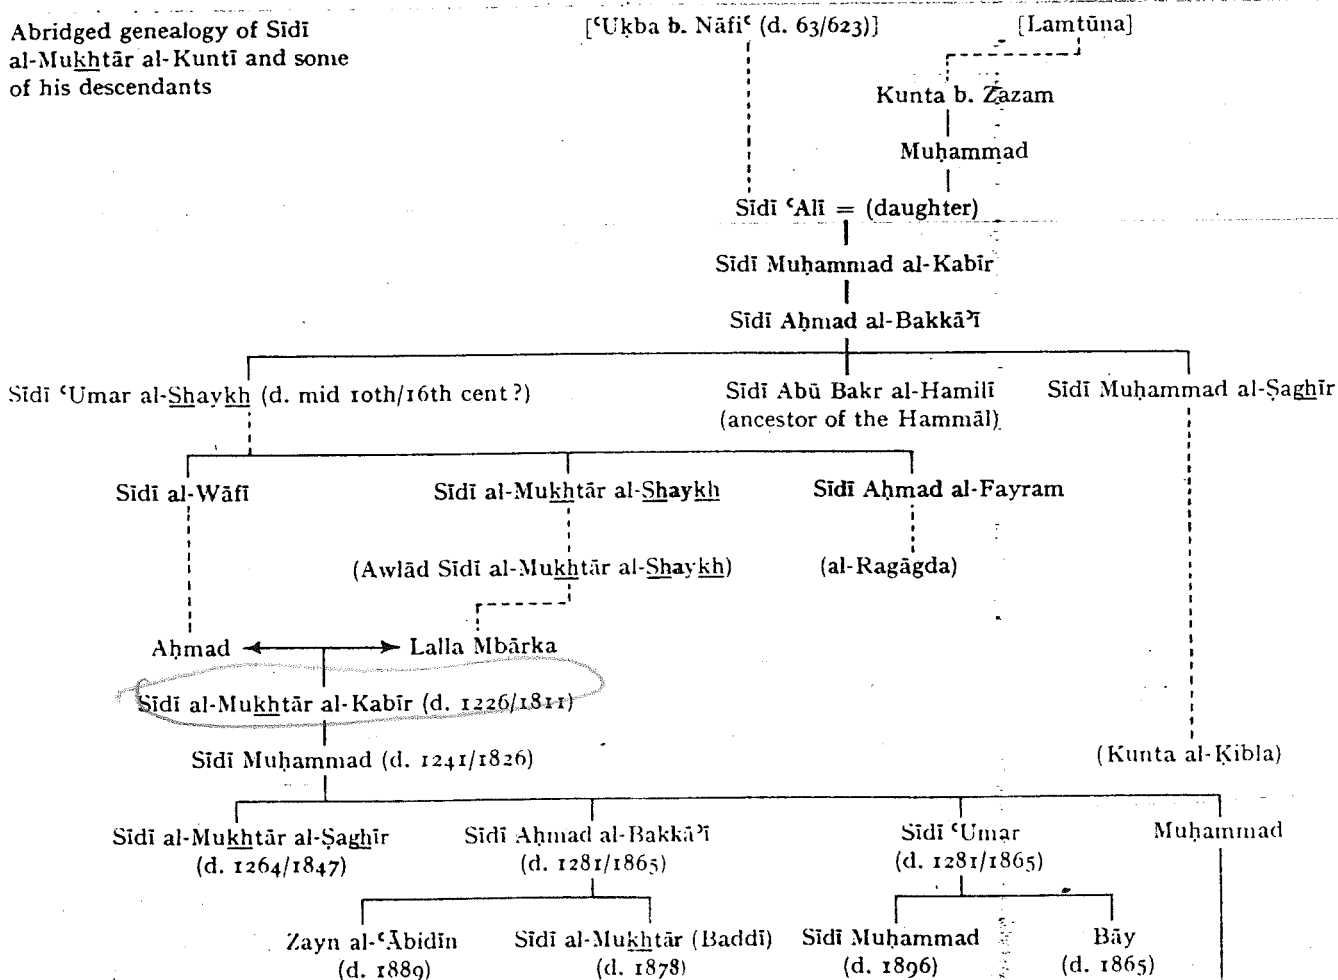 Abridged genealogy of Sīdī
al-Mukhtār al-Kuntī and some
of his descendants
[ʿUḳba b. Nāfiʿ (d. 63/623)]
[Lamtūna]
Kunta b. Zazam
Muḥammad
Sīdī ʿAlī = (daughter)
Sīdī Muḥammad al-Kabīr
Sīdī Aḥmad al-Bakkāʾī
Sīdī ʿUmar al-Shaykh (d. mid 10th/16th cent?)
Sīdī Abū Bakr al-Hamilī
(ancestor of the Hammāl)
Sīdī Muḥammad al-Ṣaghīr
Sīdī al-Wāfī
Sīdī al-Mukhtār al-Shaykh
Sīdī Aḥmad al-Fayram
(Awlād Sīdī al-Mukhtār al-Shaykh)
(al-Ragāgda)
Aḥmad
Lalla Mbārka
Sīdī al-Mukhtār al-Kabīr (d. 1226/1811)
Sīdī Muḥammad (d. 1241/1826)
(Kunta al-Ḳibla)
Sīdī al-Mukhtār al-Ṣaghīr
(d. 1264/1847)
Sīdī Aḥmad al-Bakkāʾī
(d. 1281/1865)
Sīdī ʿUmar
(d. 1281/1865)
Muḥammad
Zayn al-ʿĀbidīn
(d. 1889)
Sīdī al-Mukhtār (Baddī)
(d. 1878)
Sīdī Muḥammad
(d. 1896)
Bāy
(d. 1865)